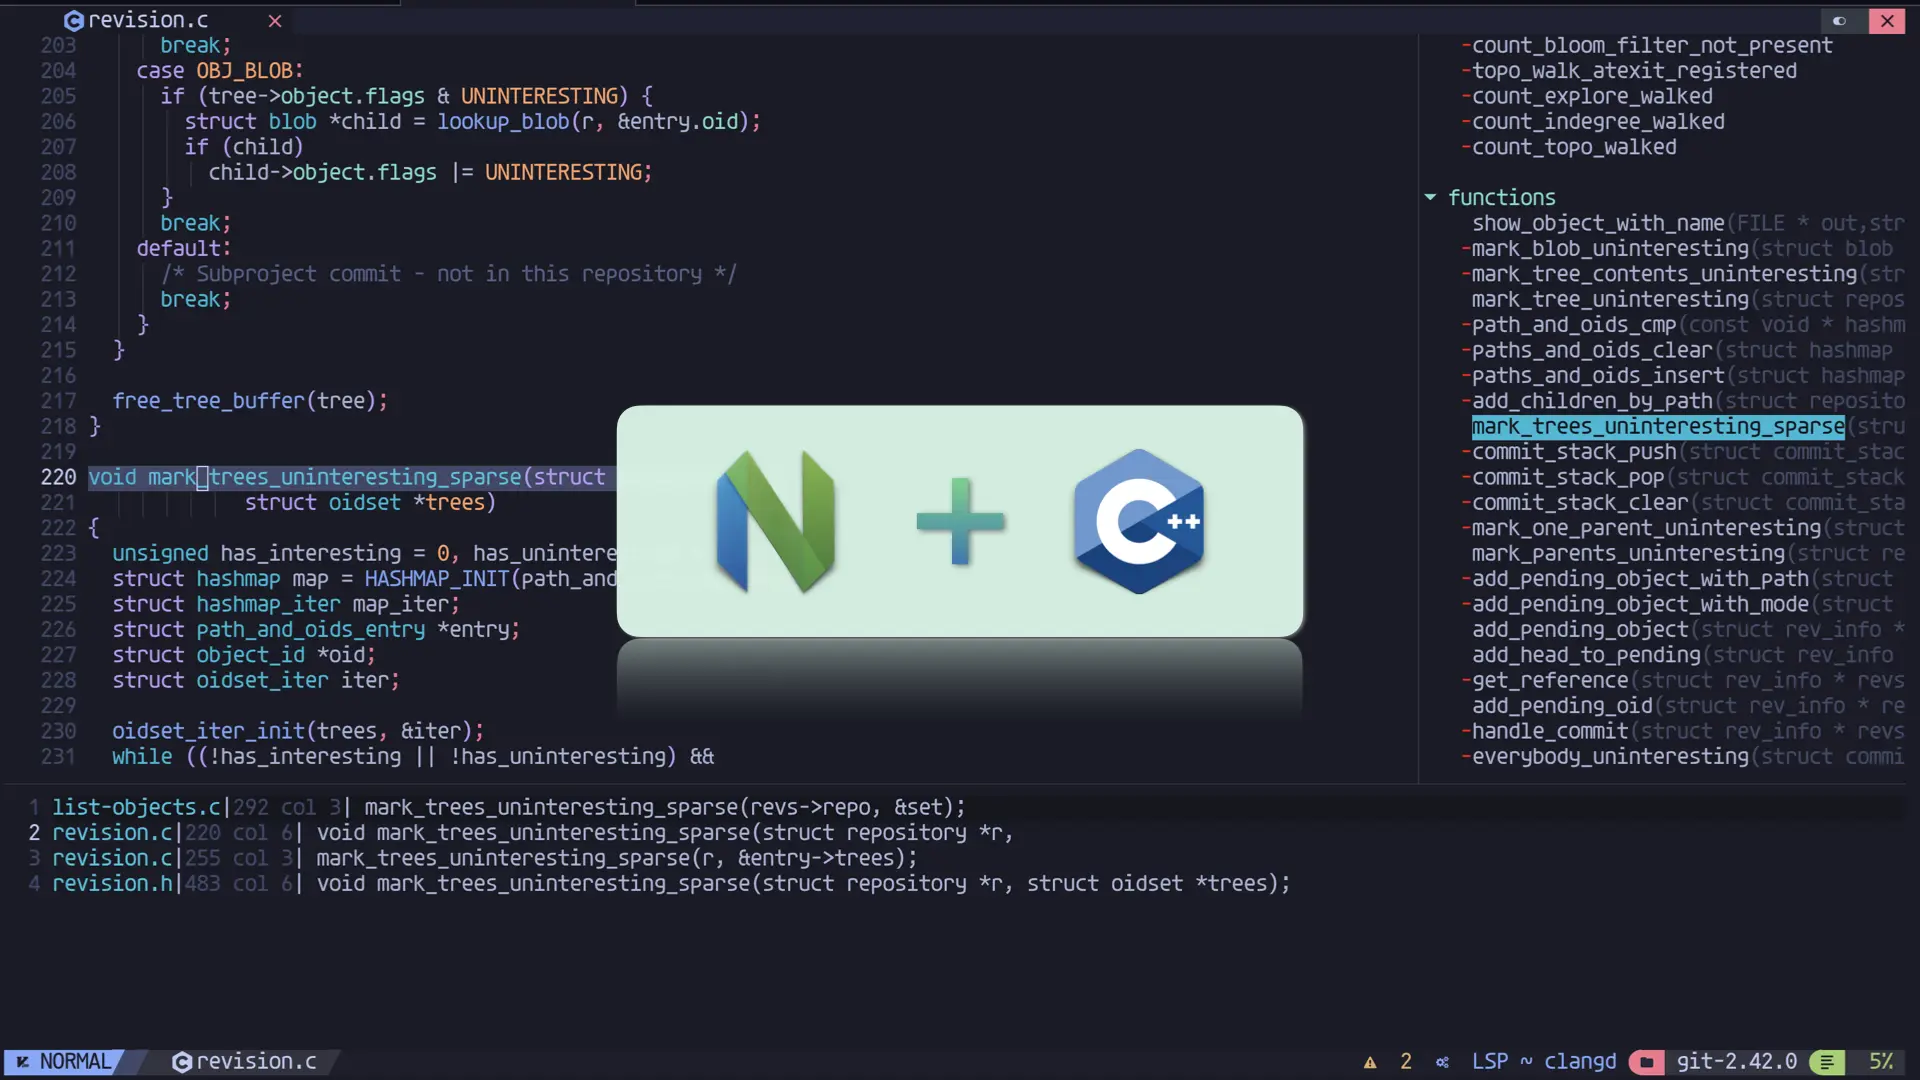 revision.c
203 break;
204 case OBJ_BLOB:
205 if (tree->object.flags & UNINTERESTING) {
206 struct blob *child = lookup_blob(r, &entry.oid);
207 if (child)
208 child->object.flags |= UNINTERESTING;
209 }
210 break;
211 default:
212 /* Subproject commit - not in this repository */
213 break;
214 }
215 }
216
217 free_tree_buffer(tree);
218 }
219
220 void mark_trees_uninteresting_sparse(struct
221 struct oidset *trees)
222 {
223 unsigned has_interesting = 0, has_unintere
224 struct hashmap map = HASHMAP_INIT(path_and
225 struct hashmap_iter map_iter;
226 struct path_and_oids_entry *entry;
227 struct object_id *oid;
228 struct oidset_iter iter;
229
230 oidset_iter_init(trees, &iter);
231 while ((!has_interesting || !has_uninteresting) &&
-count_bloom_filter_not_present
-topo_walk_atexit_registered
-count_explore_walked
-count_indegree_walked
-count_topo_walked
functions
show_object_with_name(FILE * out,str
-mark_blob_uninteresting(struct blob
-mark_tree_contents_uninteresting(str
mark_tree_uninteresting(struct repos
-path_and_oids_cmp(const void * hashm
-paths_and_oids_clear(struct hashmap
-paths_and_oids_insert(struct hashmap
-add_children_by_path(struct reposito
mark_trees_uninteresting_sparse(stru
-commit_stack_push(struct commit_stac
-commit_stack_pop(struct commit_stack
-commit_stack_clear(struct commit_sta
-mark_one_parent_uninteresting(struct
mark_parents_uninteresting(struct re
-add_pending_object_with_path(struct
-add_pending_object_with_mode(struct
add_pending_object(struct rev_info *
add_head_to_pending(struct rev_info
-get_reference(struct rev_info * revs
add_pending_oid(struct rev_info * re
-handle_commit(struct rev_info * revs
-everybody_uninteresting(struct commi
N + C++
1 list-objects.c|292 col 3| mark_trees_uninteresting_sparse(revs->repo, &set);
2 revision.c|220 col 6| void mark_trees_uninteresting_sparse(struct repository *r,
3 revision.c|255 col 3| mark_trees_uninteresting_sparse(r, &entry->trees);
4 revision.h|483 col 6| void mark_trees_uninteresting_sparse(struct repository *r, struct oidset *trees);
NORMAL revision.c 2 LSP ~ clangd git-2.42.0 5%